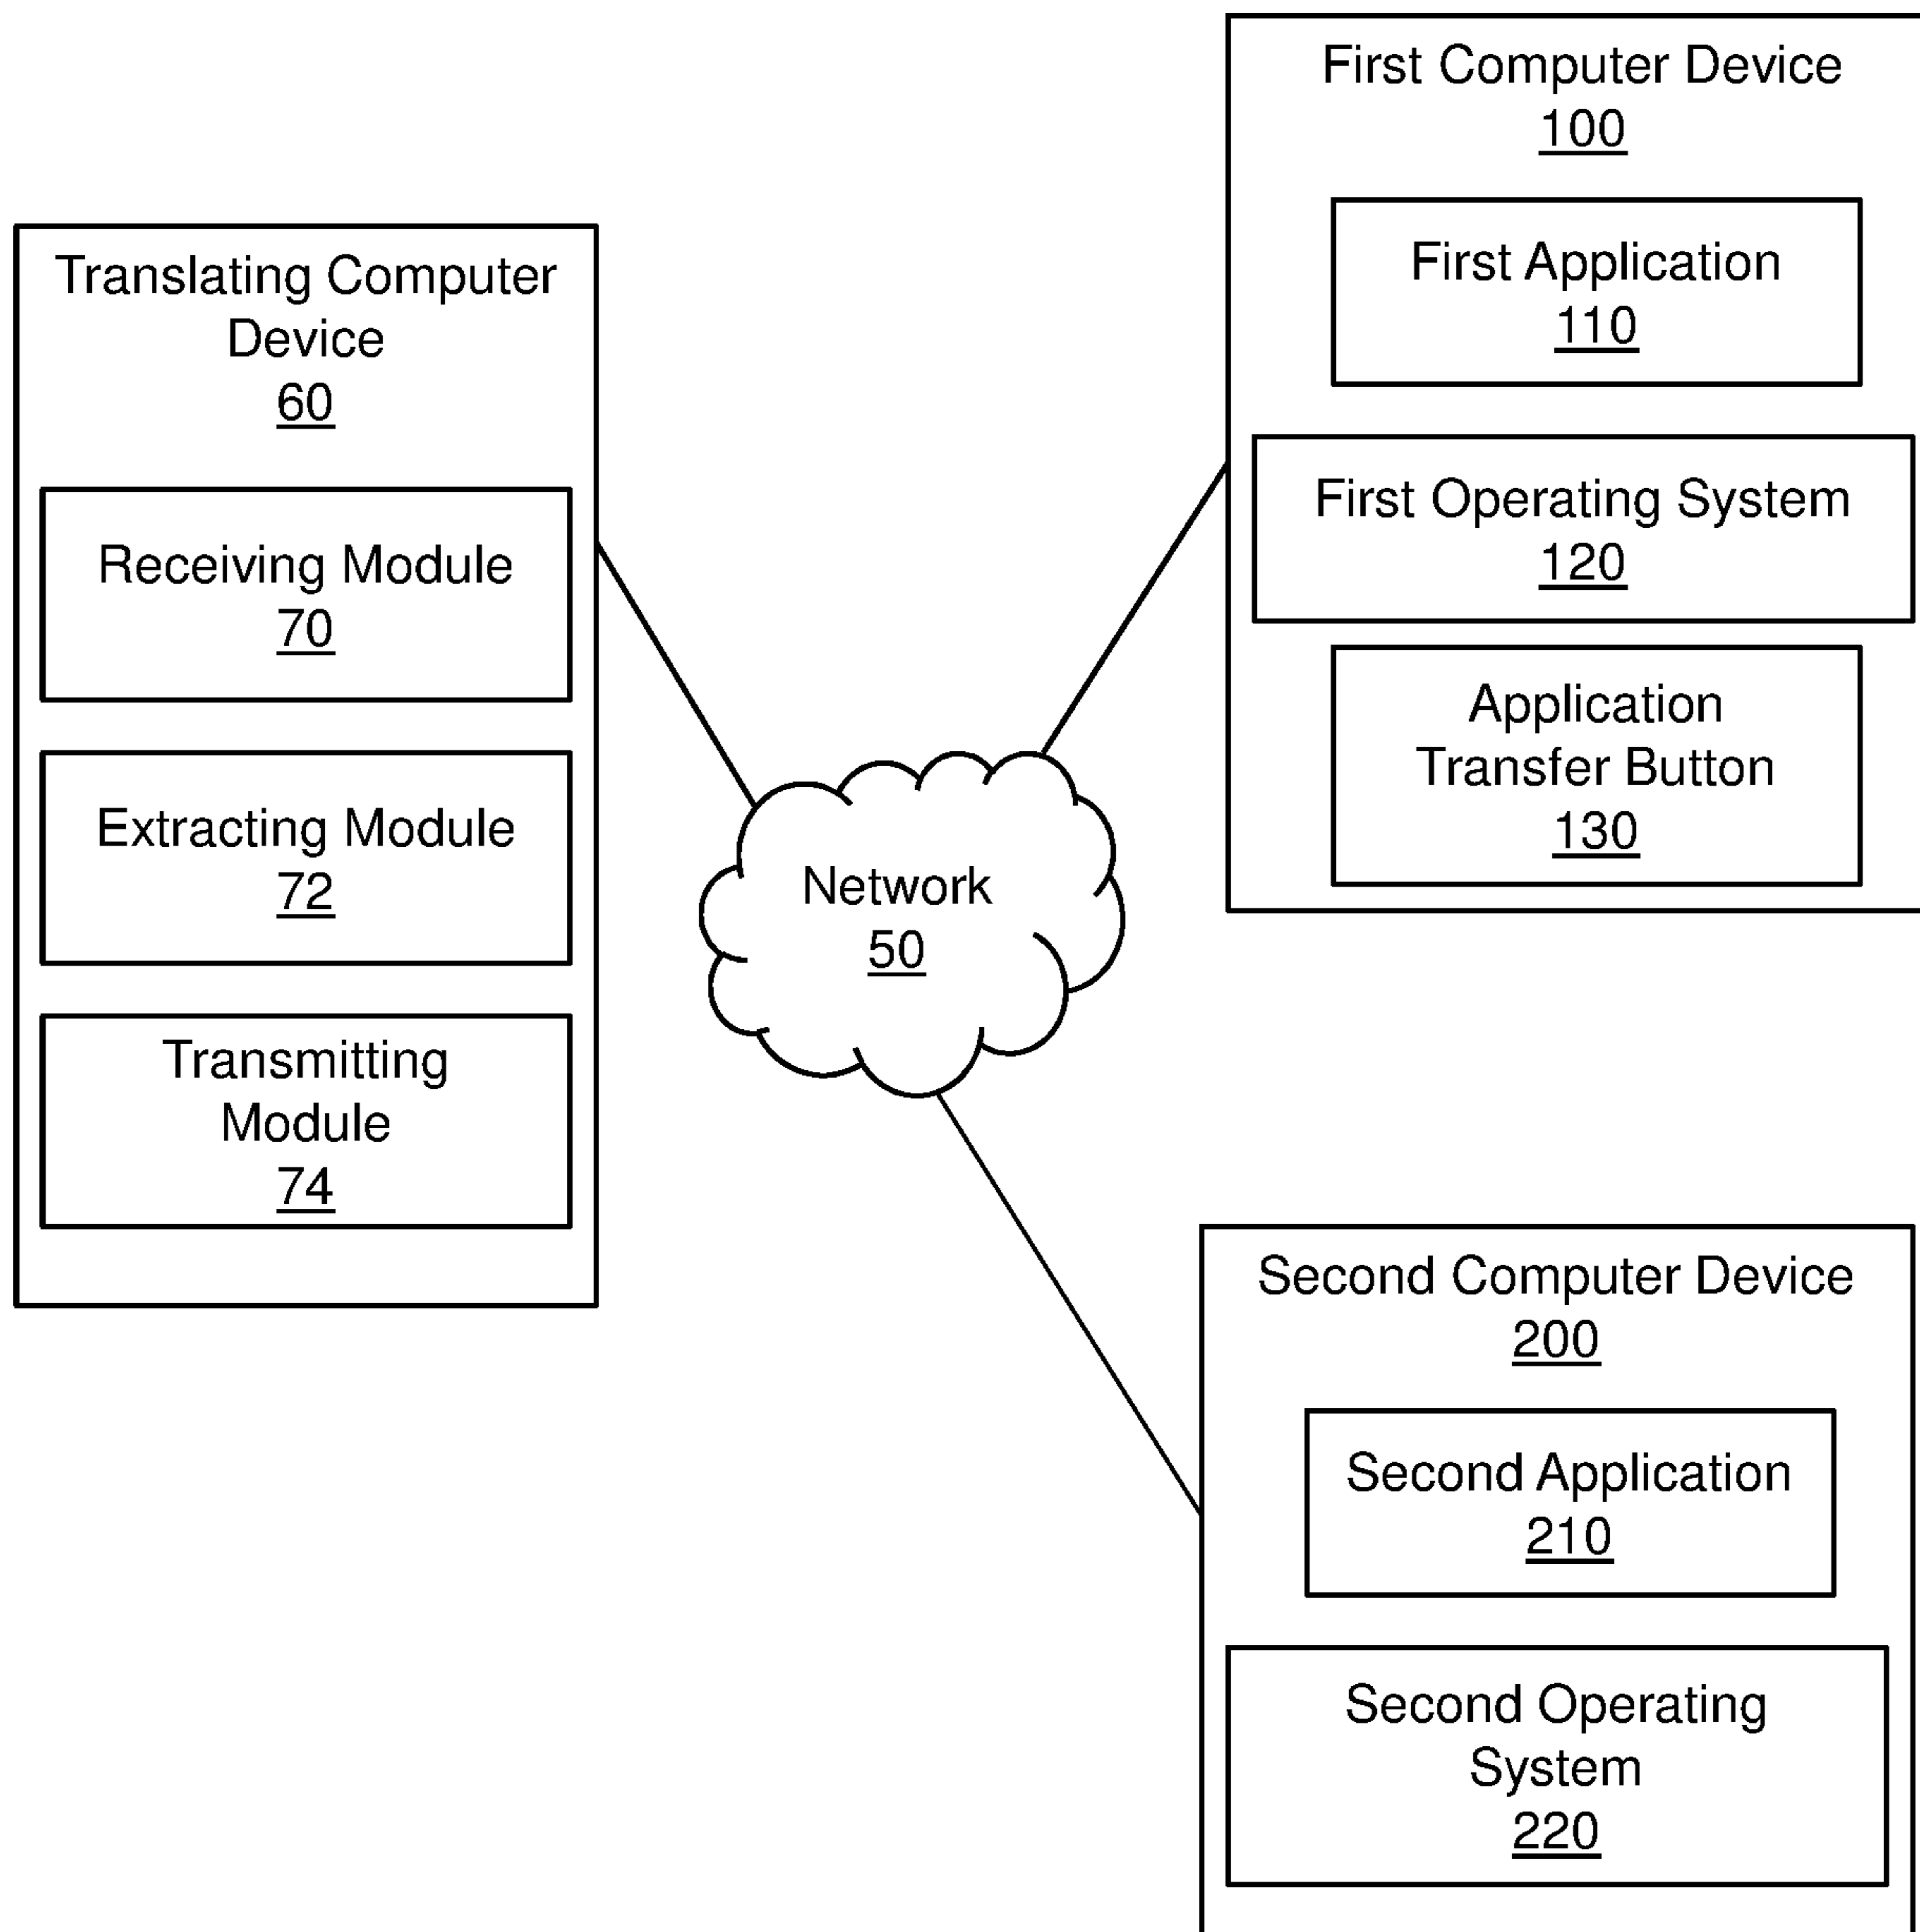 Translating Computer
Device
60
Receiving Module
70
Extracting Module
72
Transmitting
Module
74
Network
50
First Computer Device
100
First Application
110
First Operating System
120
Application
Transfer Button
130
Second Computer Device
200
Second Application
210
Second Operating
System
220